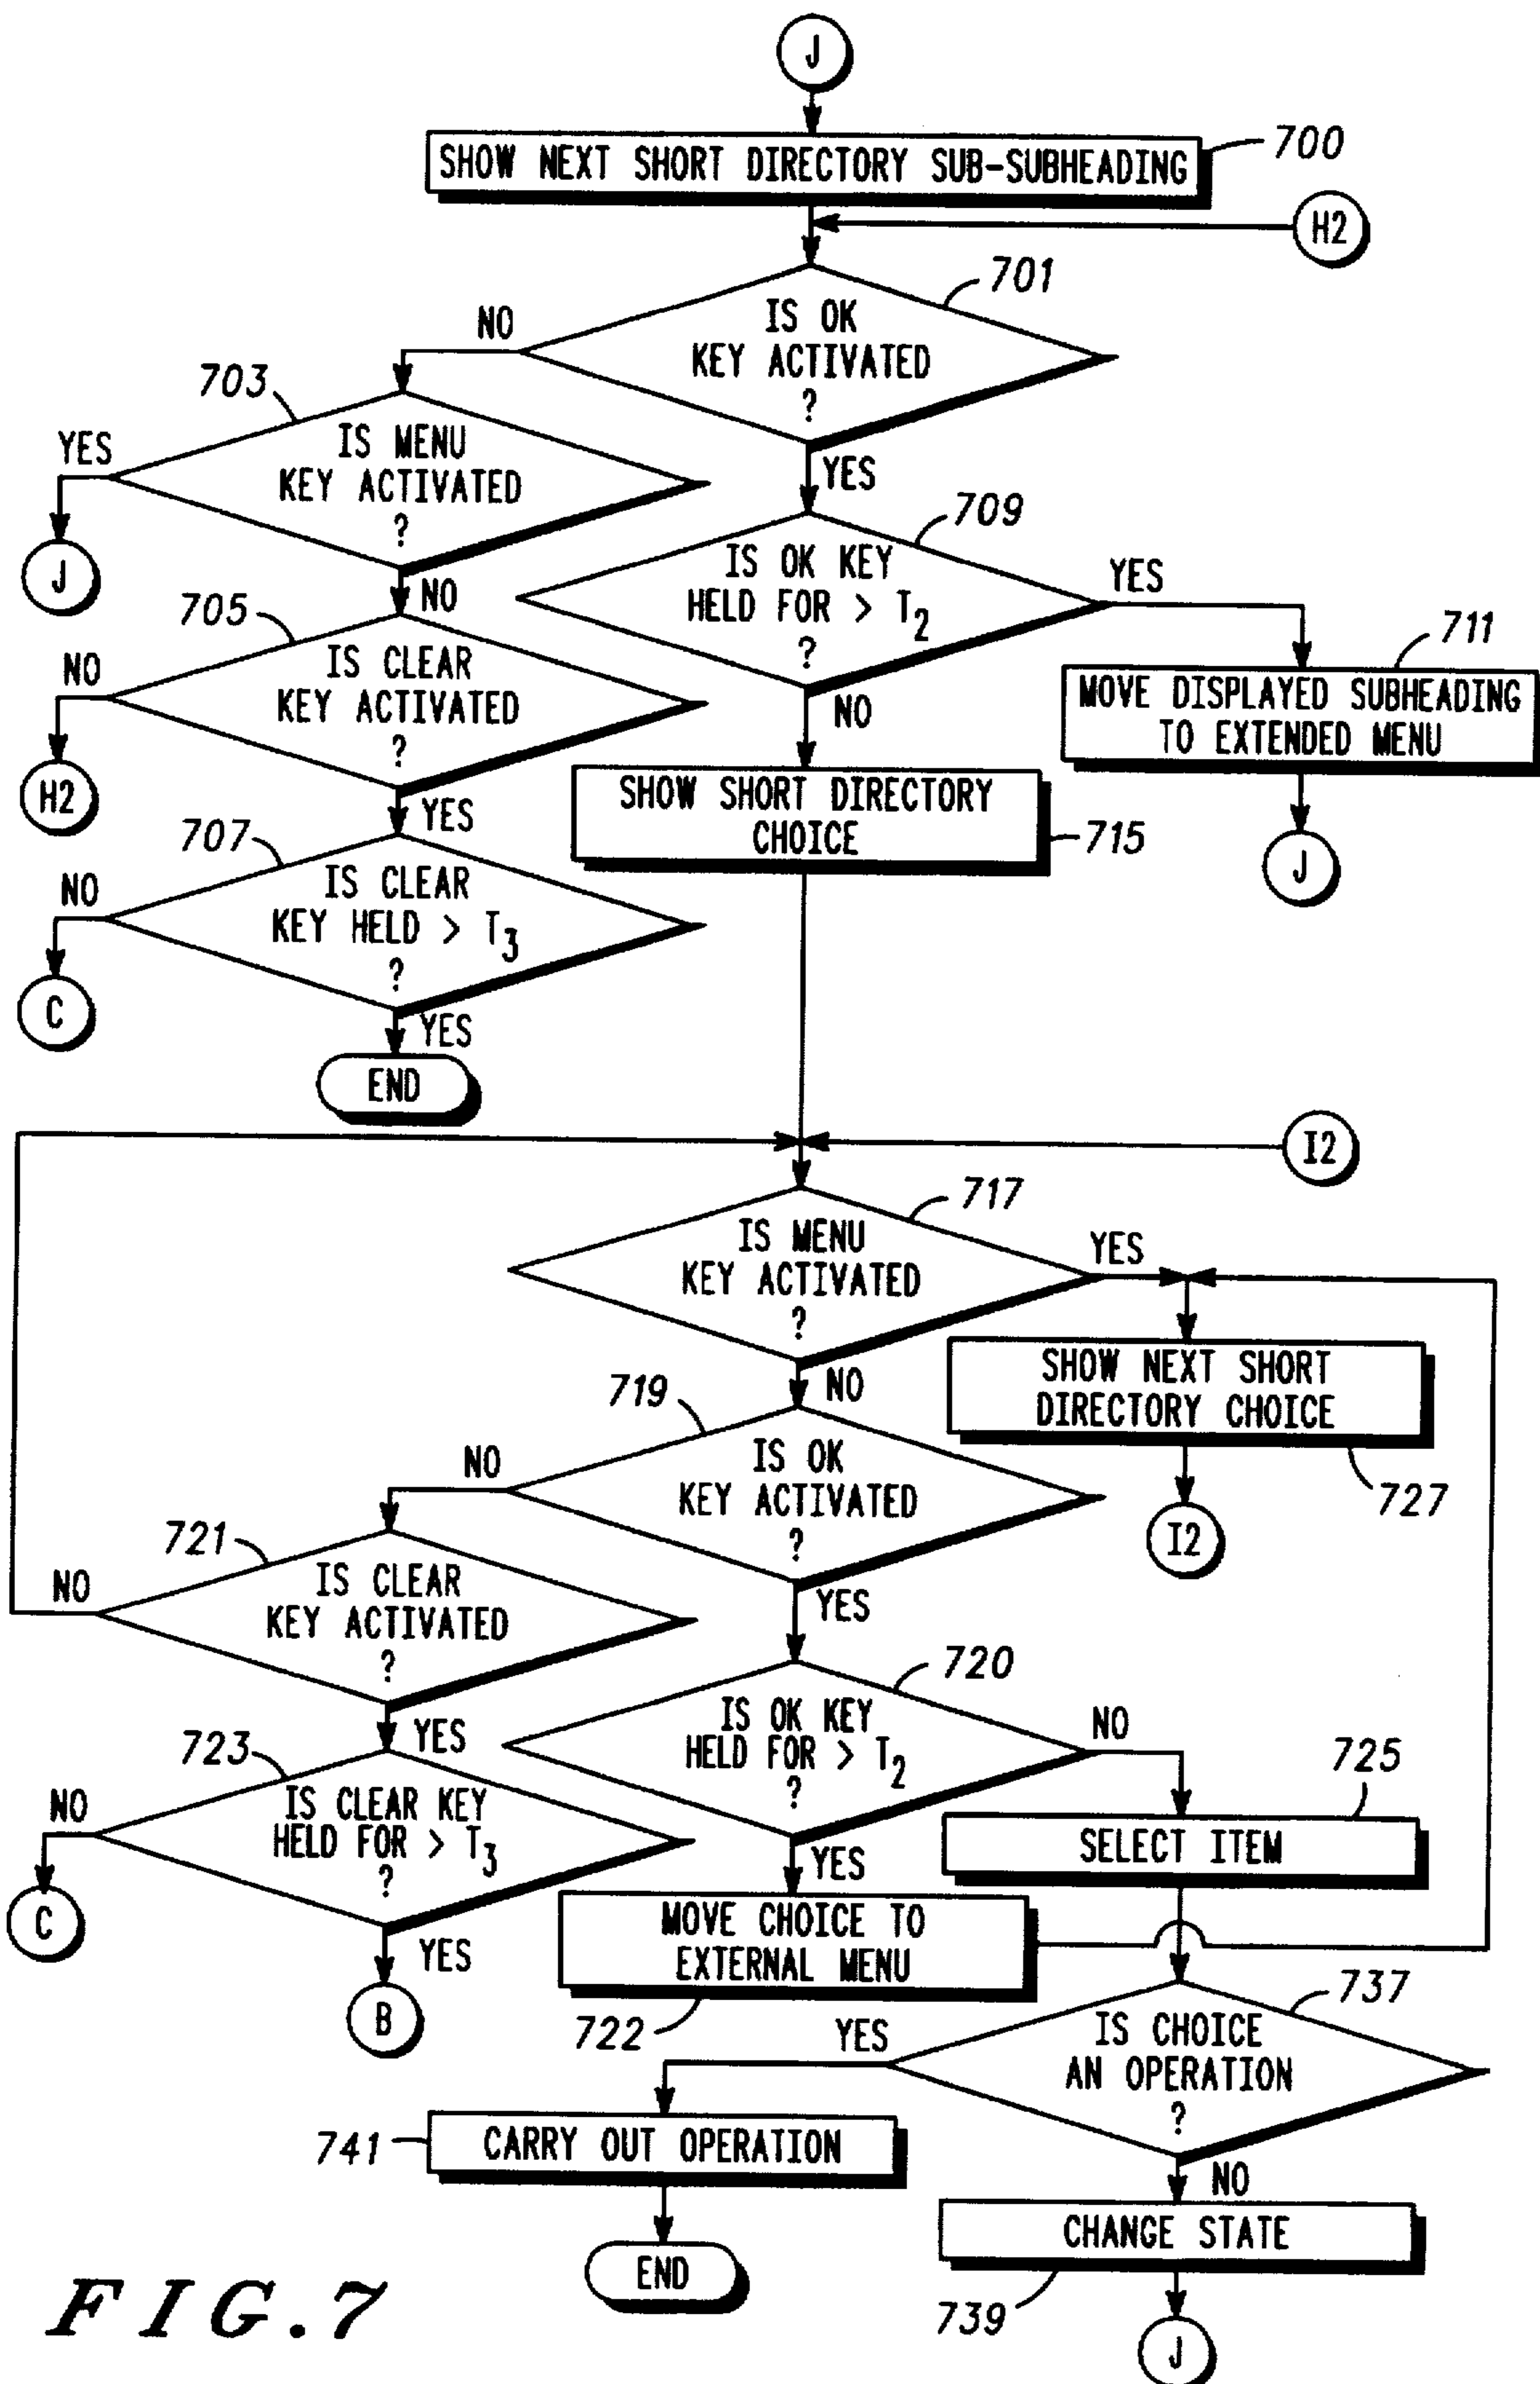 J
SHOW NEXT SHORT DIRECTORY SUB-SUBHEADING
700
H2
701
IS OK
KEY ACTIVATED
?
NO
YES
703
IS MENU
KEY ACTIVATED
?
YES
J
NO
709
IS OK KEY
HELD FOR > T2
?
YES
NO
711
MOVE DISPLAYED SUBHEADING
TO EXTENDED MENU
J
705
IS CLEAR
KEY ACTIVATED
?
NO
H2
YES
SHOW SHORT DIRECTORY
CHOICE
715
707
IS CLEAR
KEY HELD > T3
?
NO
C
YES
END
I2
717
IS MENU
KEY ACTIVATED
?
YES
NO
SHOW NEXT SHORT
DIRECTORY CHOICE
727
I2
719
IS OK
KEY ACTIVATED
?
NO
YES
721
IS CLEAR
KEY ACTIVATED
?
NO
YES
720
IS OK KEY
HELD FOR > T2
?
NO
YES
725
SELECT ITEM
723
IS CLEAR KEY
HELD FOR > T3
?
NO
C
YES
B
MOVE CHOICE TO
EXTERNAL MENU
722
737
IS CHOICE
AN OPERATION
?
YES
NO
741
CARRY OUT OPERATION
END
CHANGE STATE
739
J
FIG.7